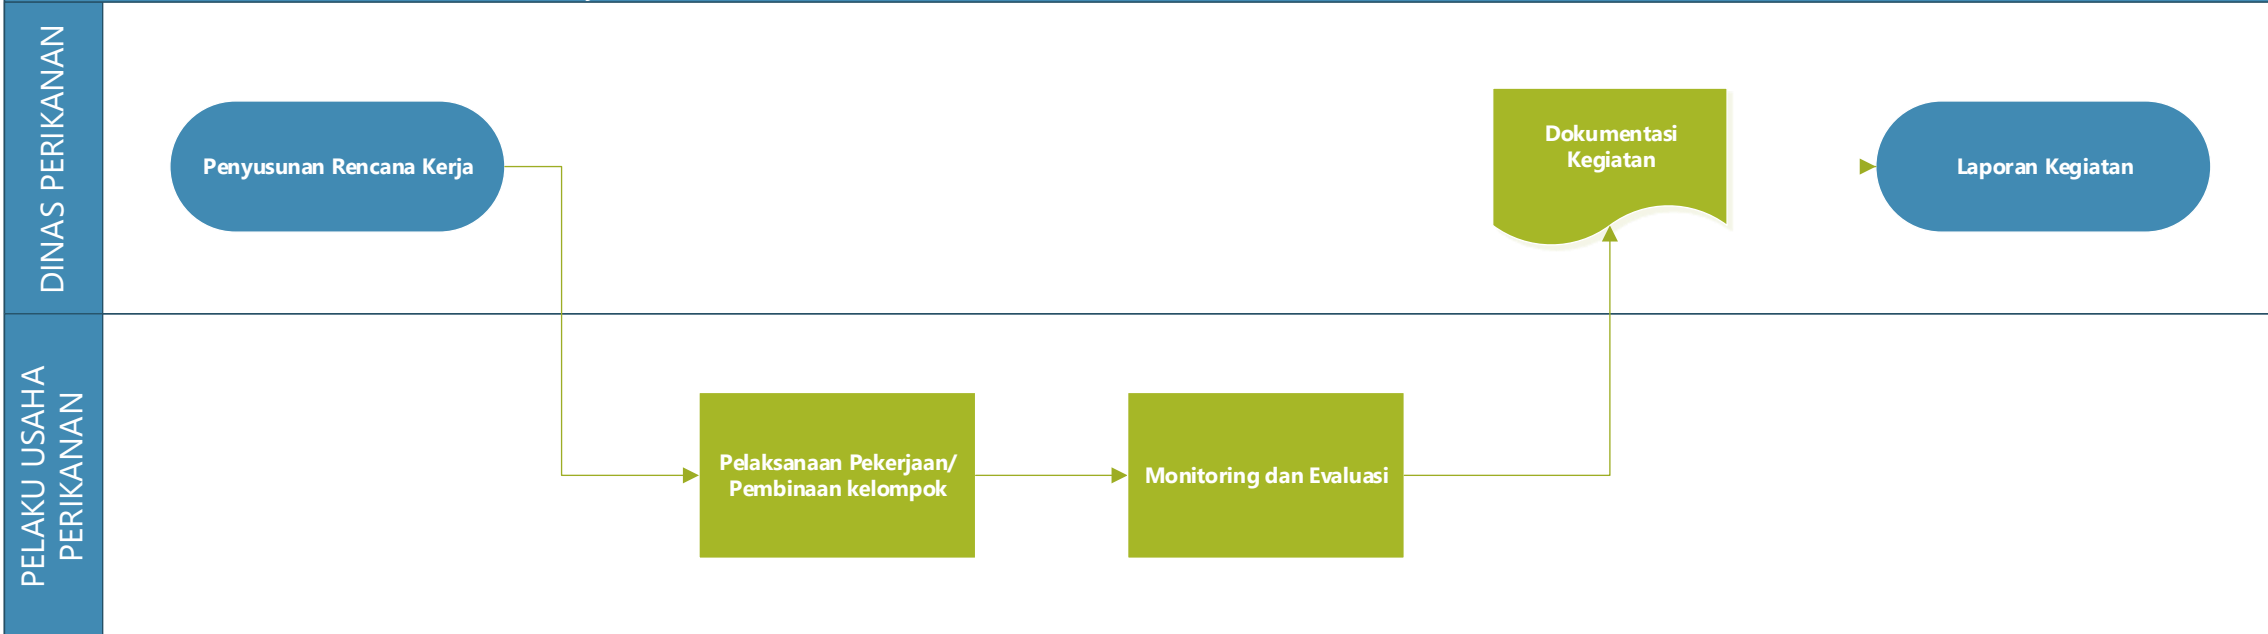 DINAS PERIKANAN
Penyusunan Rencana Kerja
Dokumentasi
Kegiatan
Laporan Kegiatan
PELAKU USAHA
PERIKANAN
Pelaksanaan Pekerjaan/
Pembinaan kelompok
Monitoring dan Evaluasi